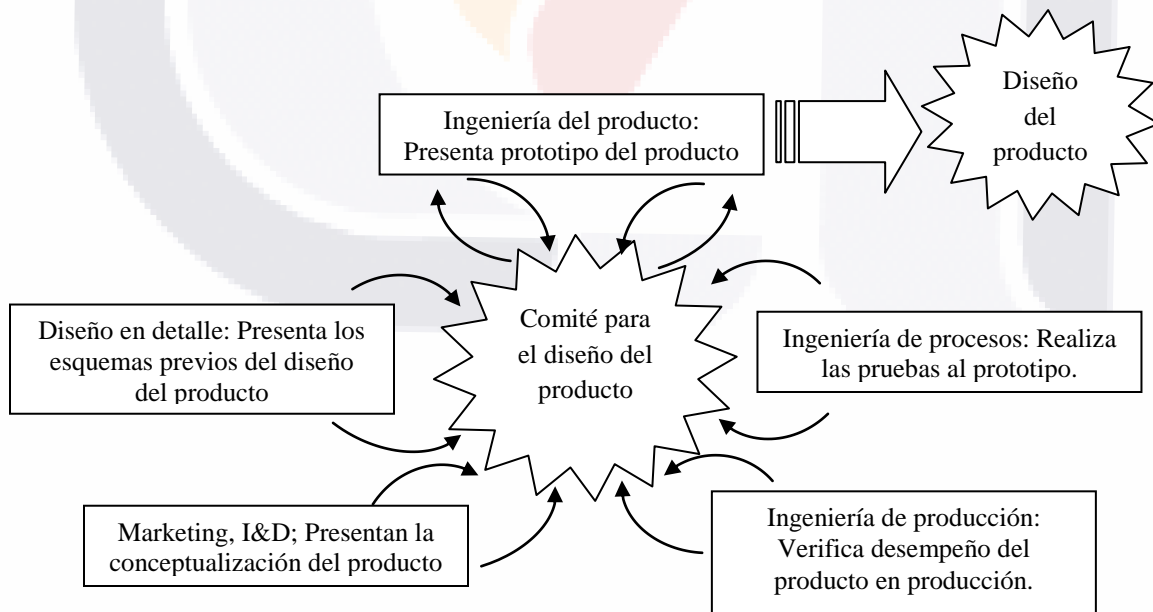 Ingeniería del producto:
Presenta prototipo del producto
Diseño
del
producto
Diseño en detalle: Presenta los
esquemas previos del diseño
del producto
Comité para
el diseño del
producto
Ingeniería de procesos: Realiza
las pruebas al prototipo.
Marketing, I&D; Presentan la
conceptualización del producto
Ingeniería de producción:
Verifica desempeño del
producto en producción.